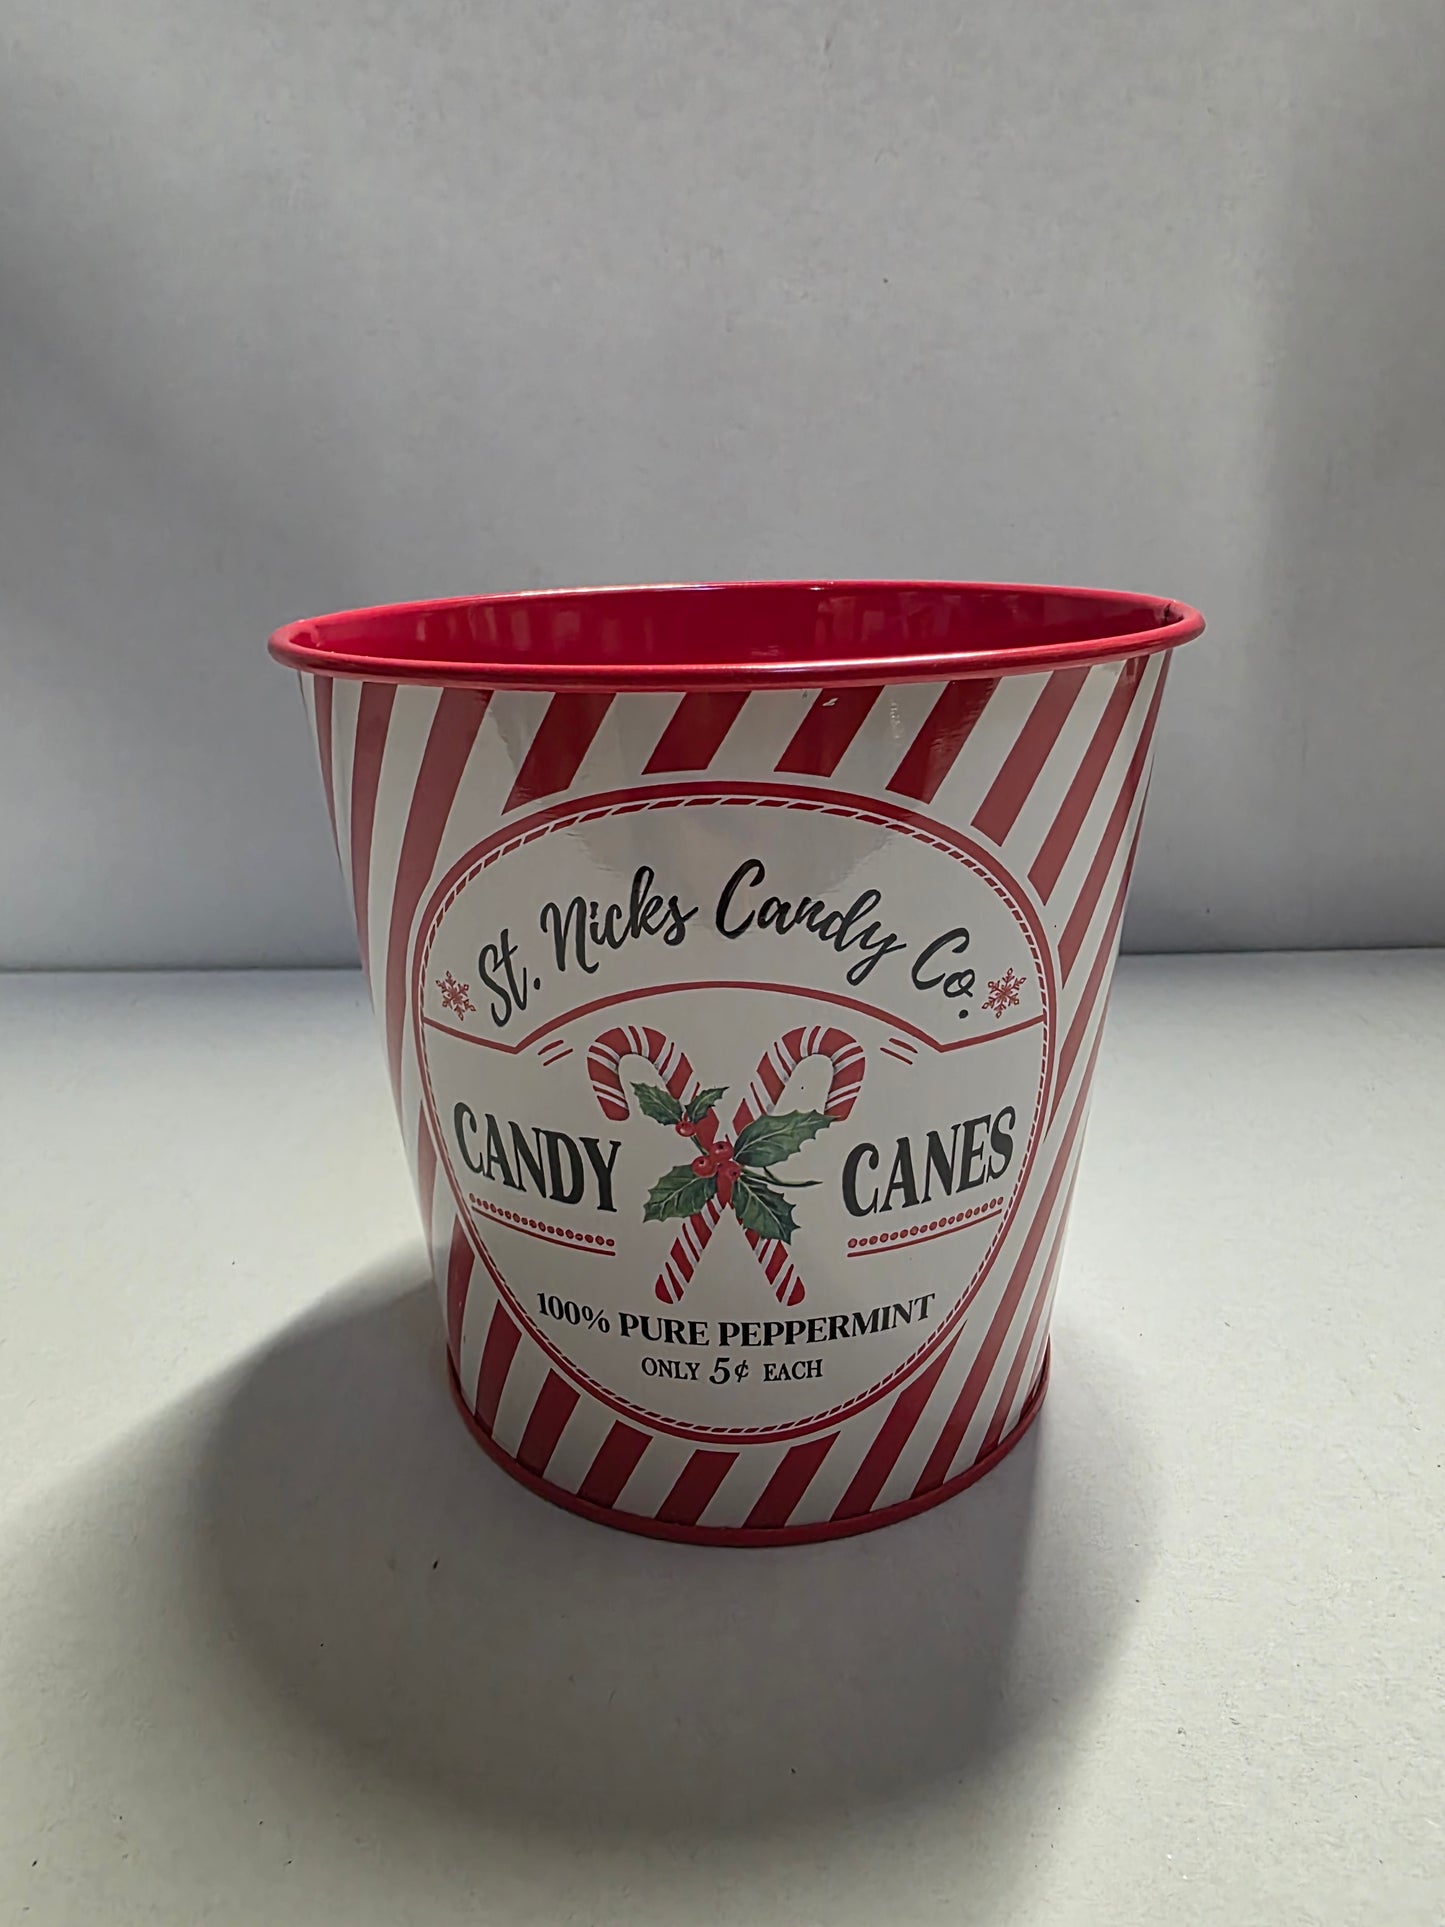 St. Nicks Candy Co.
CANDY CANES
100% PURE PEPPERMINT
ONLY 5¢ EACH